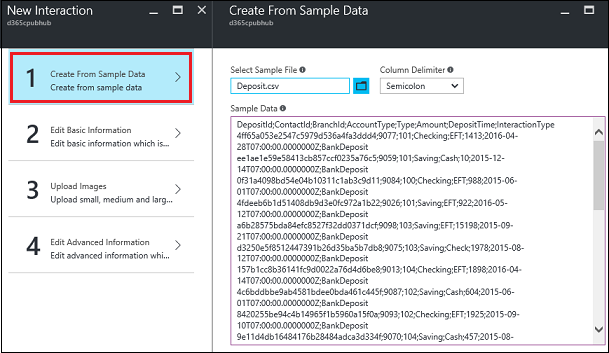 New Interaction
d365cpubhub
1
Create From Sample Data
Create from sample data
2
Edit Basic Information
Edit basic information which is...
3
Upload Images
Upload small, medium and larg...
4
Edit Advanced Information
Edit advanced information whi...
Create From Sample Data
d365cpubhub
Select Sample File
Column Delimiter
Deposit.csv
Semicolon
Sample Data
DepositId;ContactId;BranchId;AccountType;Type;Amount;DepositTime;InteractionType
4ff65a053e2547c5979d536a4fa3ddd4;9077;101;Checking;EFT;1413;2016-04-
28T07:00:00.0000000Z;BankDeposit
ee1ae1e59e58413cb857ccf0235a76c5;9059;101;Saving;Cash;10;2015-12-
14T07:00:00.0000000Z;BankDeposit
0f31a4098bd54e04b10311c1ab3c9d11;9084;100;Checking;EFT;988;2015-06-
01T07:00:00.0000000Z;BankDeposit
4fdeeb6b1d51408db9d3e0fc972a1b22;9026;101;Saving;EFT;922;2016-05-
12T07:00:00.0000000Z;BankDeposit
a6b28575bda84efc8527f32dd0371dcf;9098;103;Saving;EFT;15198;2015-09-
21T07:00:00.0000000Z;BankDeposit
d3250e5f8512447391b26d35ba5b7db8;9075;103;Saving;Check;1978;2015-08-
12T07:00:00.0000000Z;BankDeposit
157b1cc8b36141fc9d0022a76d4d6be8;9013;104;Checking;EFT;1898;2016-04-
14T07:00:00.0000000Z;BankDeposit
4c6bddbbe9ab4581bdee0bda461c445f;9087;102;Saving;Cash;604;2015-06-
01T07:00:00.0000000Z;BankDeposit
8420255be94c4b14965f1b5960a15f0a;9093;102;Checking;EFT;1925;2015-09-
10T07:00:00.0000000Z;BankDeposit
9e11d4db16484176b28484adca3d334f;9070;104;Saving;Cash;457;2015-08-